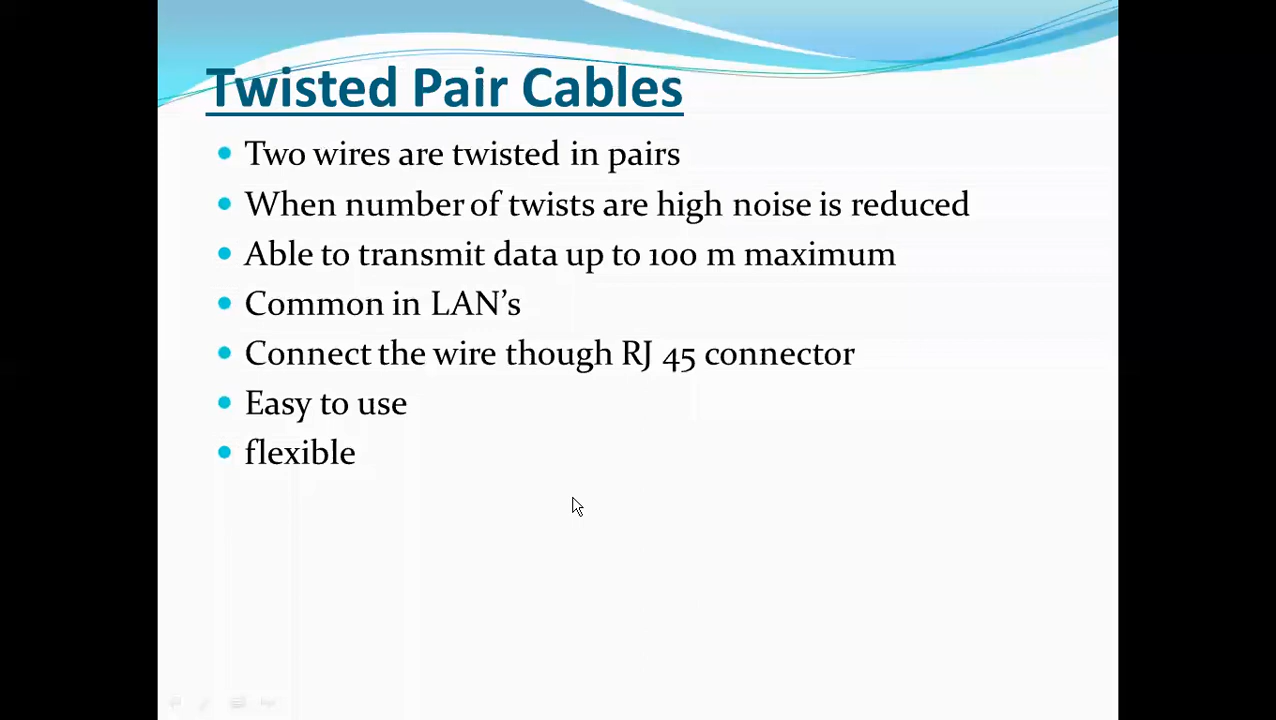 Twisted Pair Cables
Two wires are twisted in pairs
When number of twists are high noise is reduced
Able to transmit data up to 100 m maximum
Common in LAN’s
Connect the wire though RJ 45 connector
Easy to use
flexible